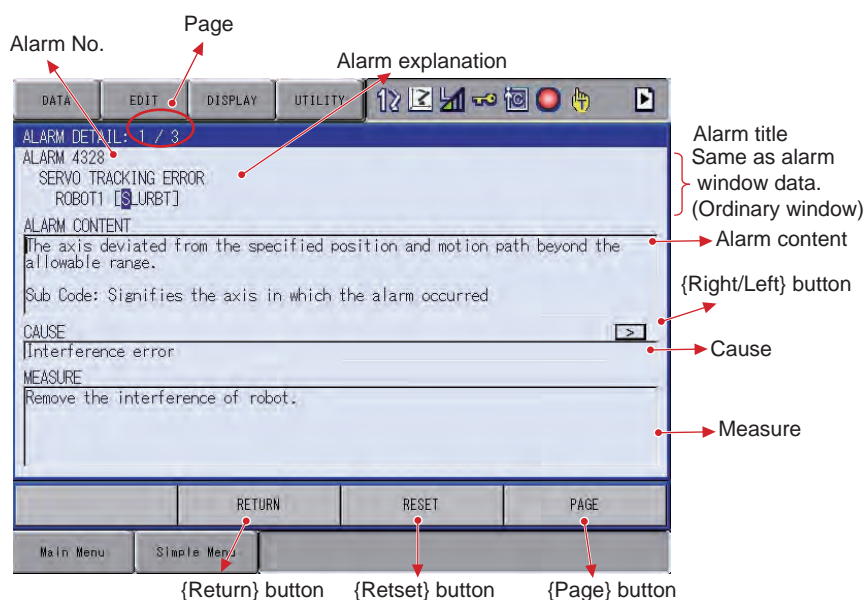 Page
Alarm No.
Alarm explanation
DATA EDIT DISPLAY UTILITY
ALARM DETAIL: 1 / 3
Alarm title
ALARM 4328
Same as alarm
SERVO TRACKING ERROR
window data.
ROBOT1 [SLURBT]
(Ordinary window)
ALARM CONTENT
Alarm content
The axis deviated from the specified position and motion path beyond the
allowable range.
{Right/Left} button
Sub Code: Signifies the axis in which the alarm occurred
CAUSE >
Cause
Interference error
MEASURE
Remove the interference of robot.
Measure
RETURN RESET PAGE
Main Menu Simple Menu
{Return} button {Retset} button {Page} button